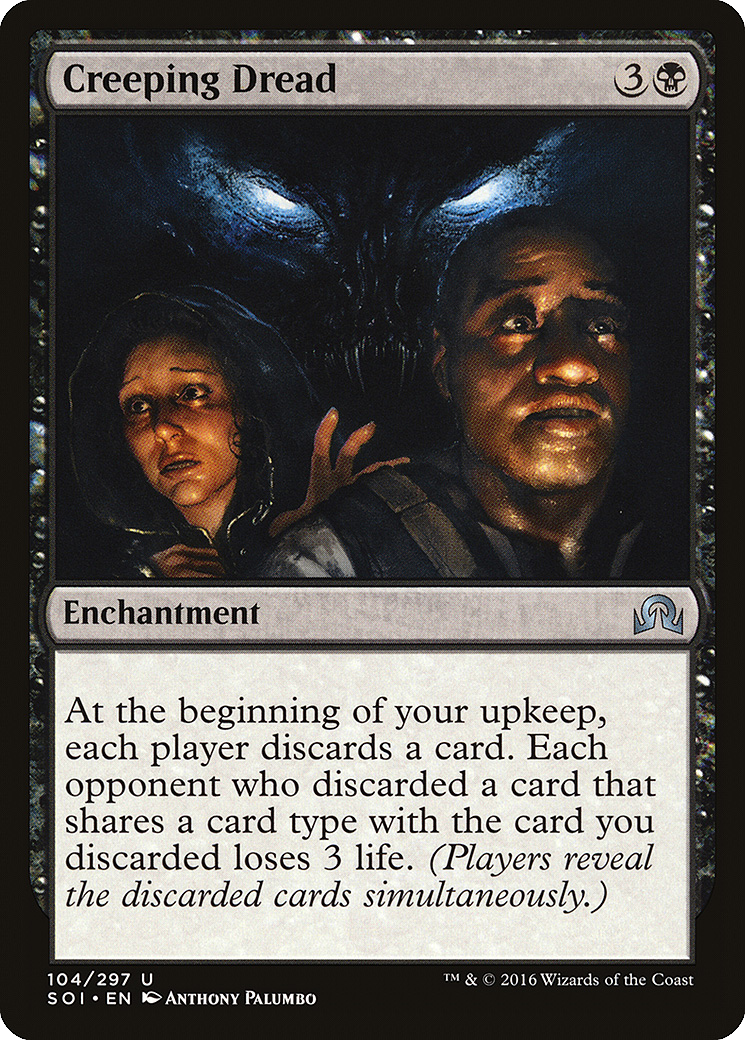 Creeping Dread 3
Enchantment
At the beginning of your upkeep,
each player discards a card. Each
opponent who discarded a card that
shares a card type with the card you
discarded loses 3 life. (Players reveal
the discarded cards simultaneously.)
104/297 U
SOI • EN Anthony Palumbo
™ & © 2016 Wizards of the Coast